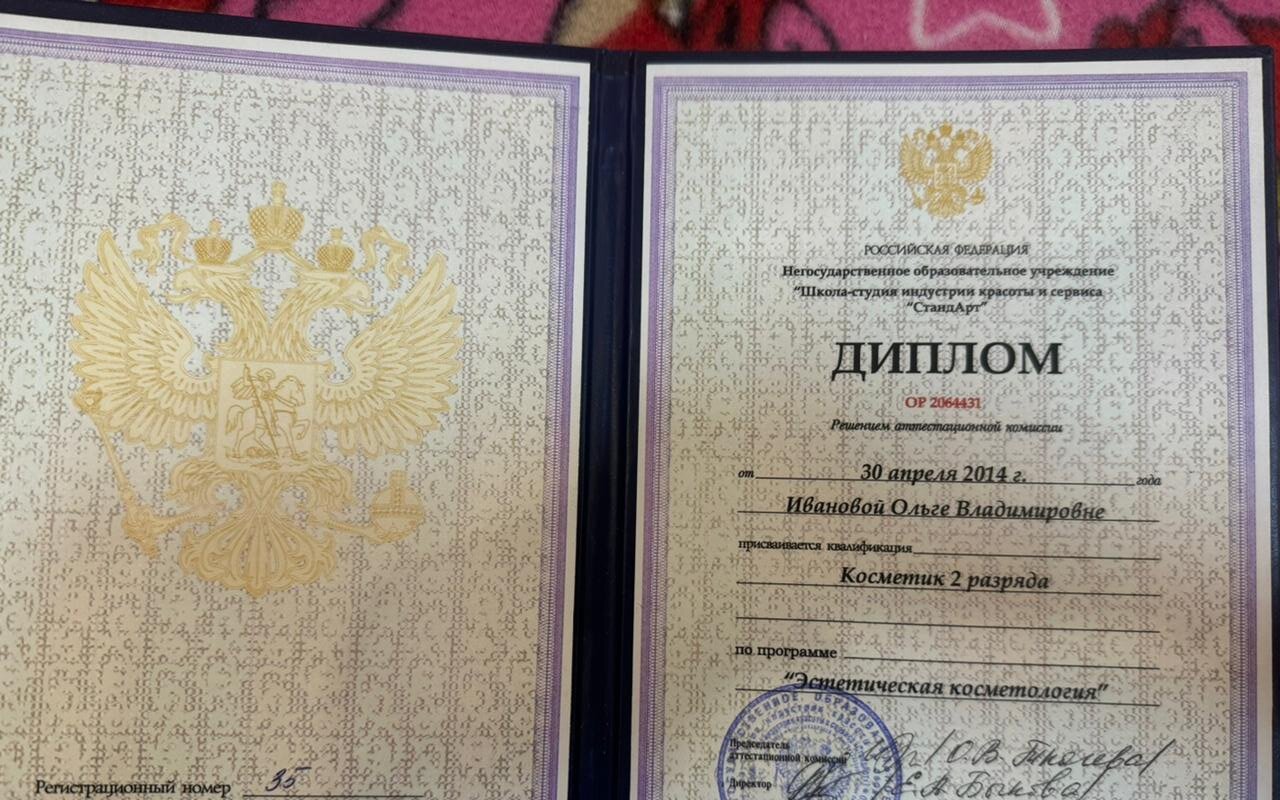 Регистрационный номер 35
РОССИЙСКАЯ ФЕДЕРАЦИЯ
Негосударственное образовательное учреждение
"Школа-студия индустрии красоты и сервиса
"СтандАрт"
ДИПЛОМ
ОР 2064431
Решением аттестационной комиссии
от 30 апреля 2014 г. года
Ивановой Ольге Владимировне
присваивается квалификация
Косметик 2 разряда
по программе
"Эстетическая косметология"
Председатель
аттестационной комиссии
Директор